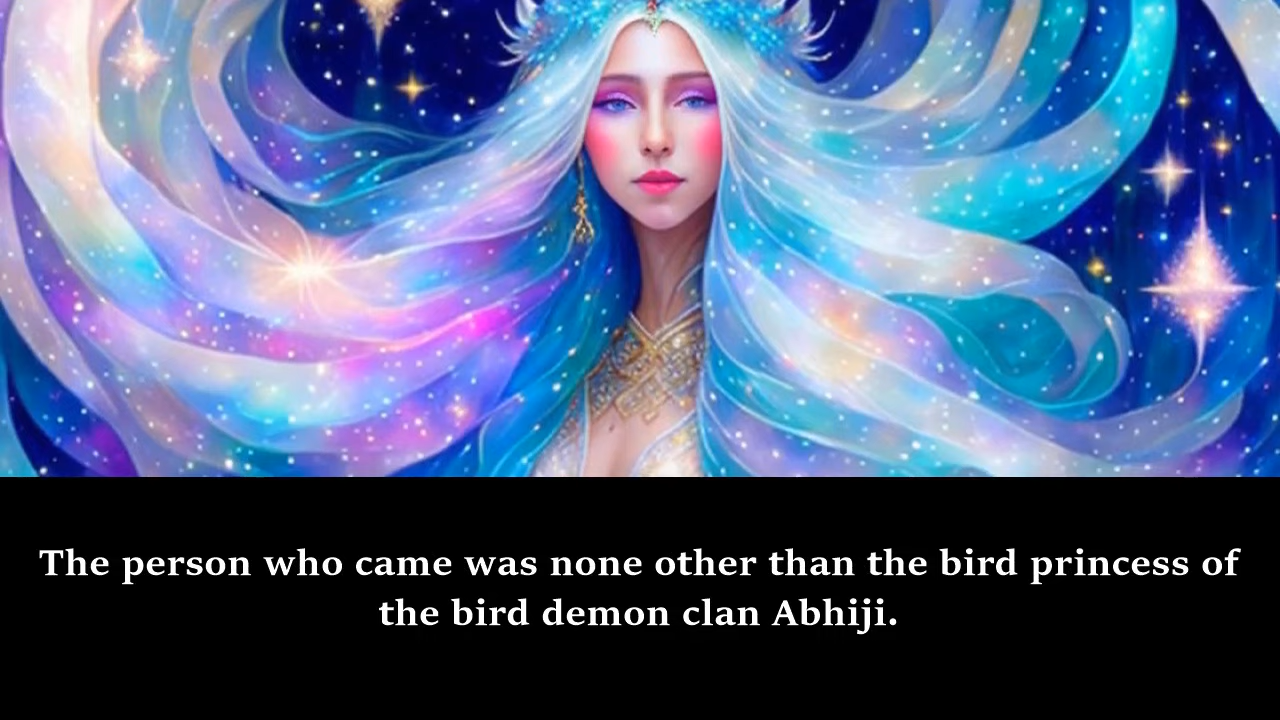 The person who came was none other than the bird princess of
the bird demon clan Abhiji.